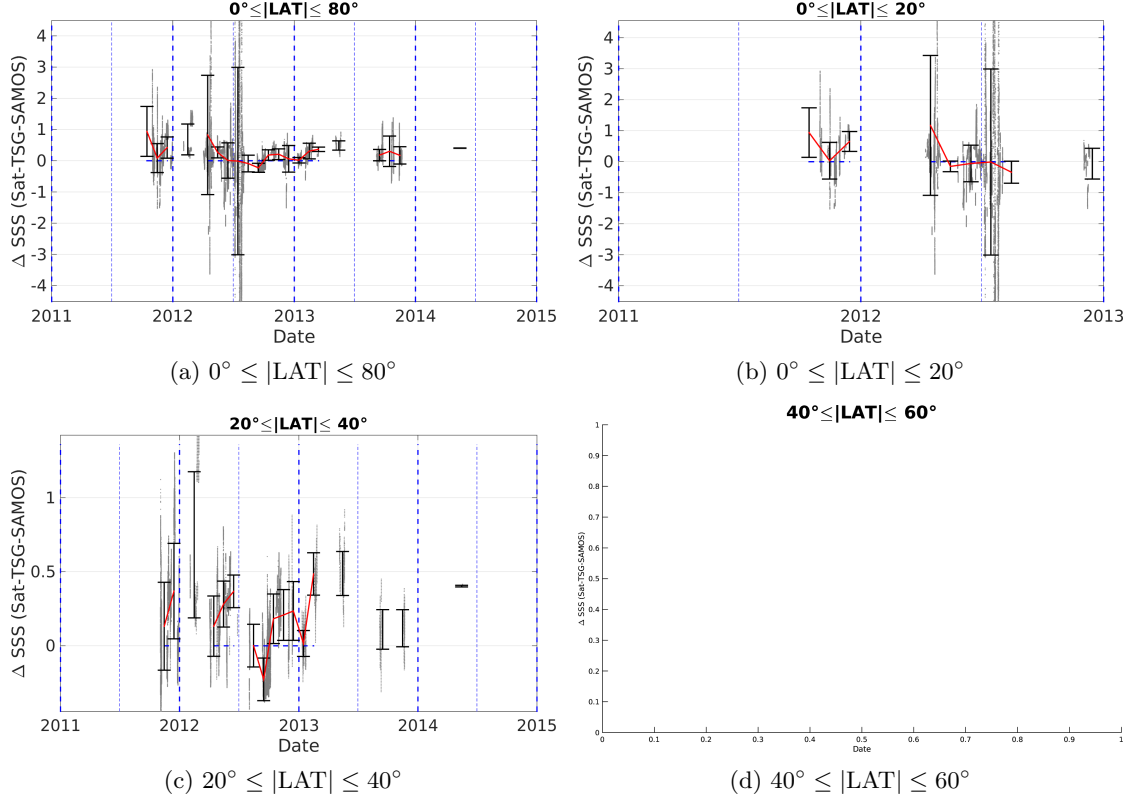 0°≤|LAT|≤ 80°
Δ SSS (Sat-TSG-SAMOS)
4
3
2
1
0
-1
-2
-3
-4
2011 2012 2013 2014 2015
Date
(a) 0° ≤ |LAT| ≤ 80°
0°≤|LAT|≤ 20°
Δ SSS (Sat-TSG-SAMOS)
4
3
2
1
0
-1
-2
-3
-4
2011 2012 2013
Date
(b) 0° ≤ |LAT| ≤ 20°
20°≤|LAT|≤ 40°
Δ SSS (Sat-TSG-SAMOS)
1
0.5
0
2011 2012 2013 2014 2015
Date
(c) 20° ≤ |LAT| ≤ 40°
40°≤|LAT|≤ 60°
Δ SSS (Sat-TSG-SAMOS)
1
0.9
0.8
0.7
0.6
0.5
0.4
0.3
0.2
0.1
0
0 0.1 0.2 0.3 0.4 0.5 0.6 0.7 0.8 0.9 1
Date
(d) 40° ≤ |LAT| ≤ 60°